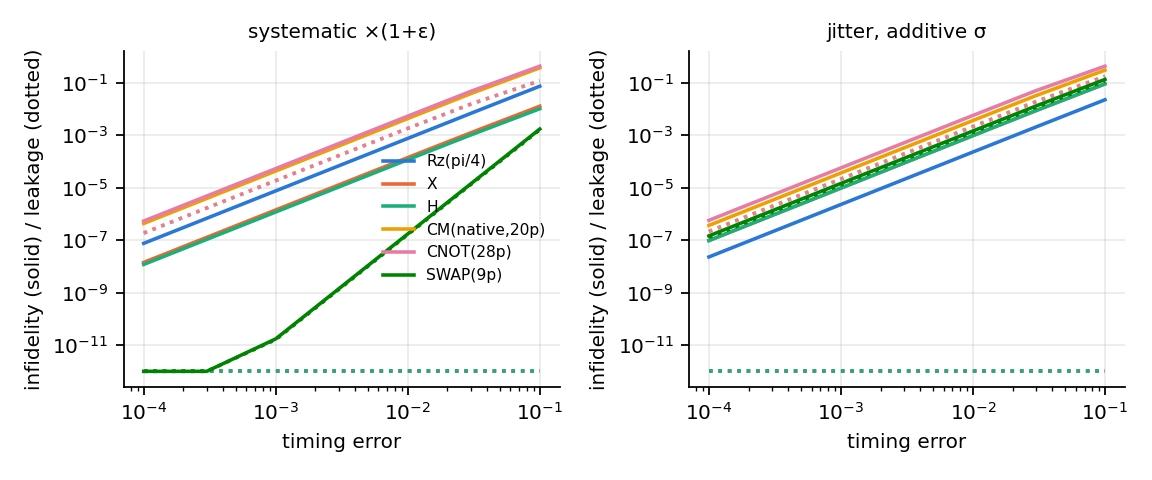 systematic ×(1+ε)
infidelity (solid) / leakage (dotted)
10⁻¹
10⁻³
10⁻⁵
10⁻⁷
10⁻⁹
10⁻¹¹
Rz(pi/4)
X
H
CM(native,20p)
CNOT(28p)
SWAP(9p)
10⁻⁴
10⁻³
10⁻²
10⁻¹
timing error
jitter, additive σ
infidelity (solid) / leakage (dotted)
10⁻¹
10⁻³
10⁻⁵
10⁻⁷
10⁻⁹
10⁻¹¹
10⁻⁴
10⁻³
10⁻²
10⁻¹
timing error